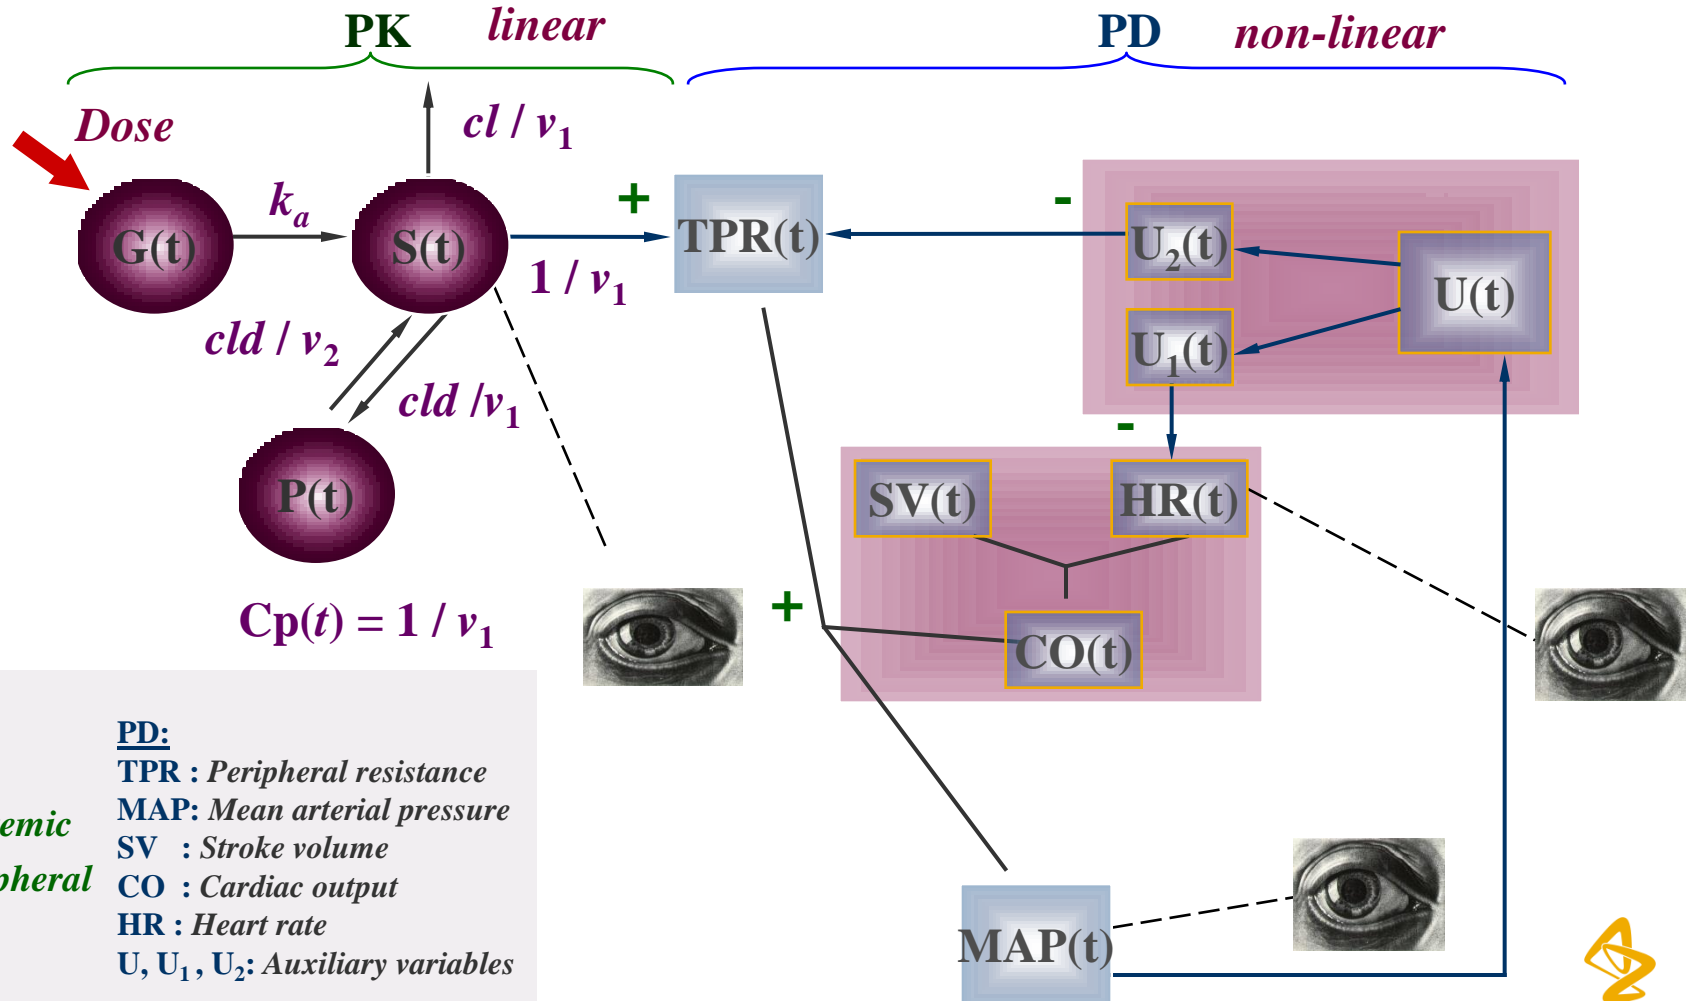 PK linear
PD non-linear
Dose
cl / v₁
G(t)
kₐ
S(t)
+
1 / v₁
TPR(t)
-
U₂(t)
U(t)
U₁(t)
cld / v₂
cld /v₁
-
P(t)
SV(t)
HR(t)
Cp(t) = 1 / v₁
+
CO(t)
MAP(t)
emic
pheral
PD:
TPR : Peripheral resistance
MAP: Mean arterial pressure
SV : Stroke volume
CO : Cardiac output
HR : Heart rate
U, U₁ , U₂: Auxiliary variables